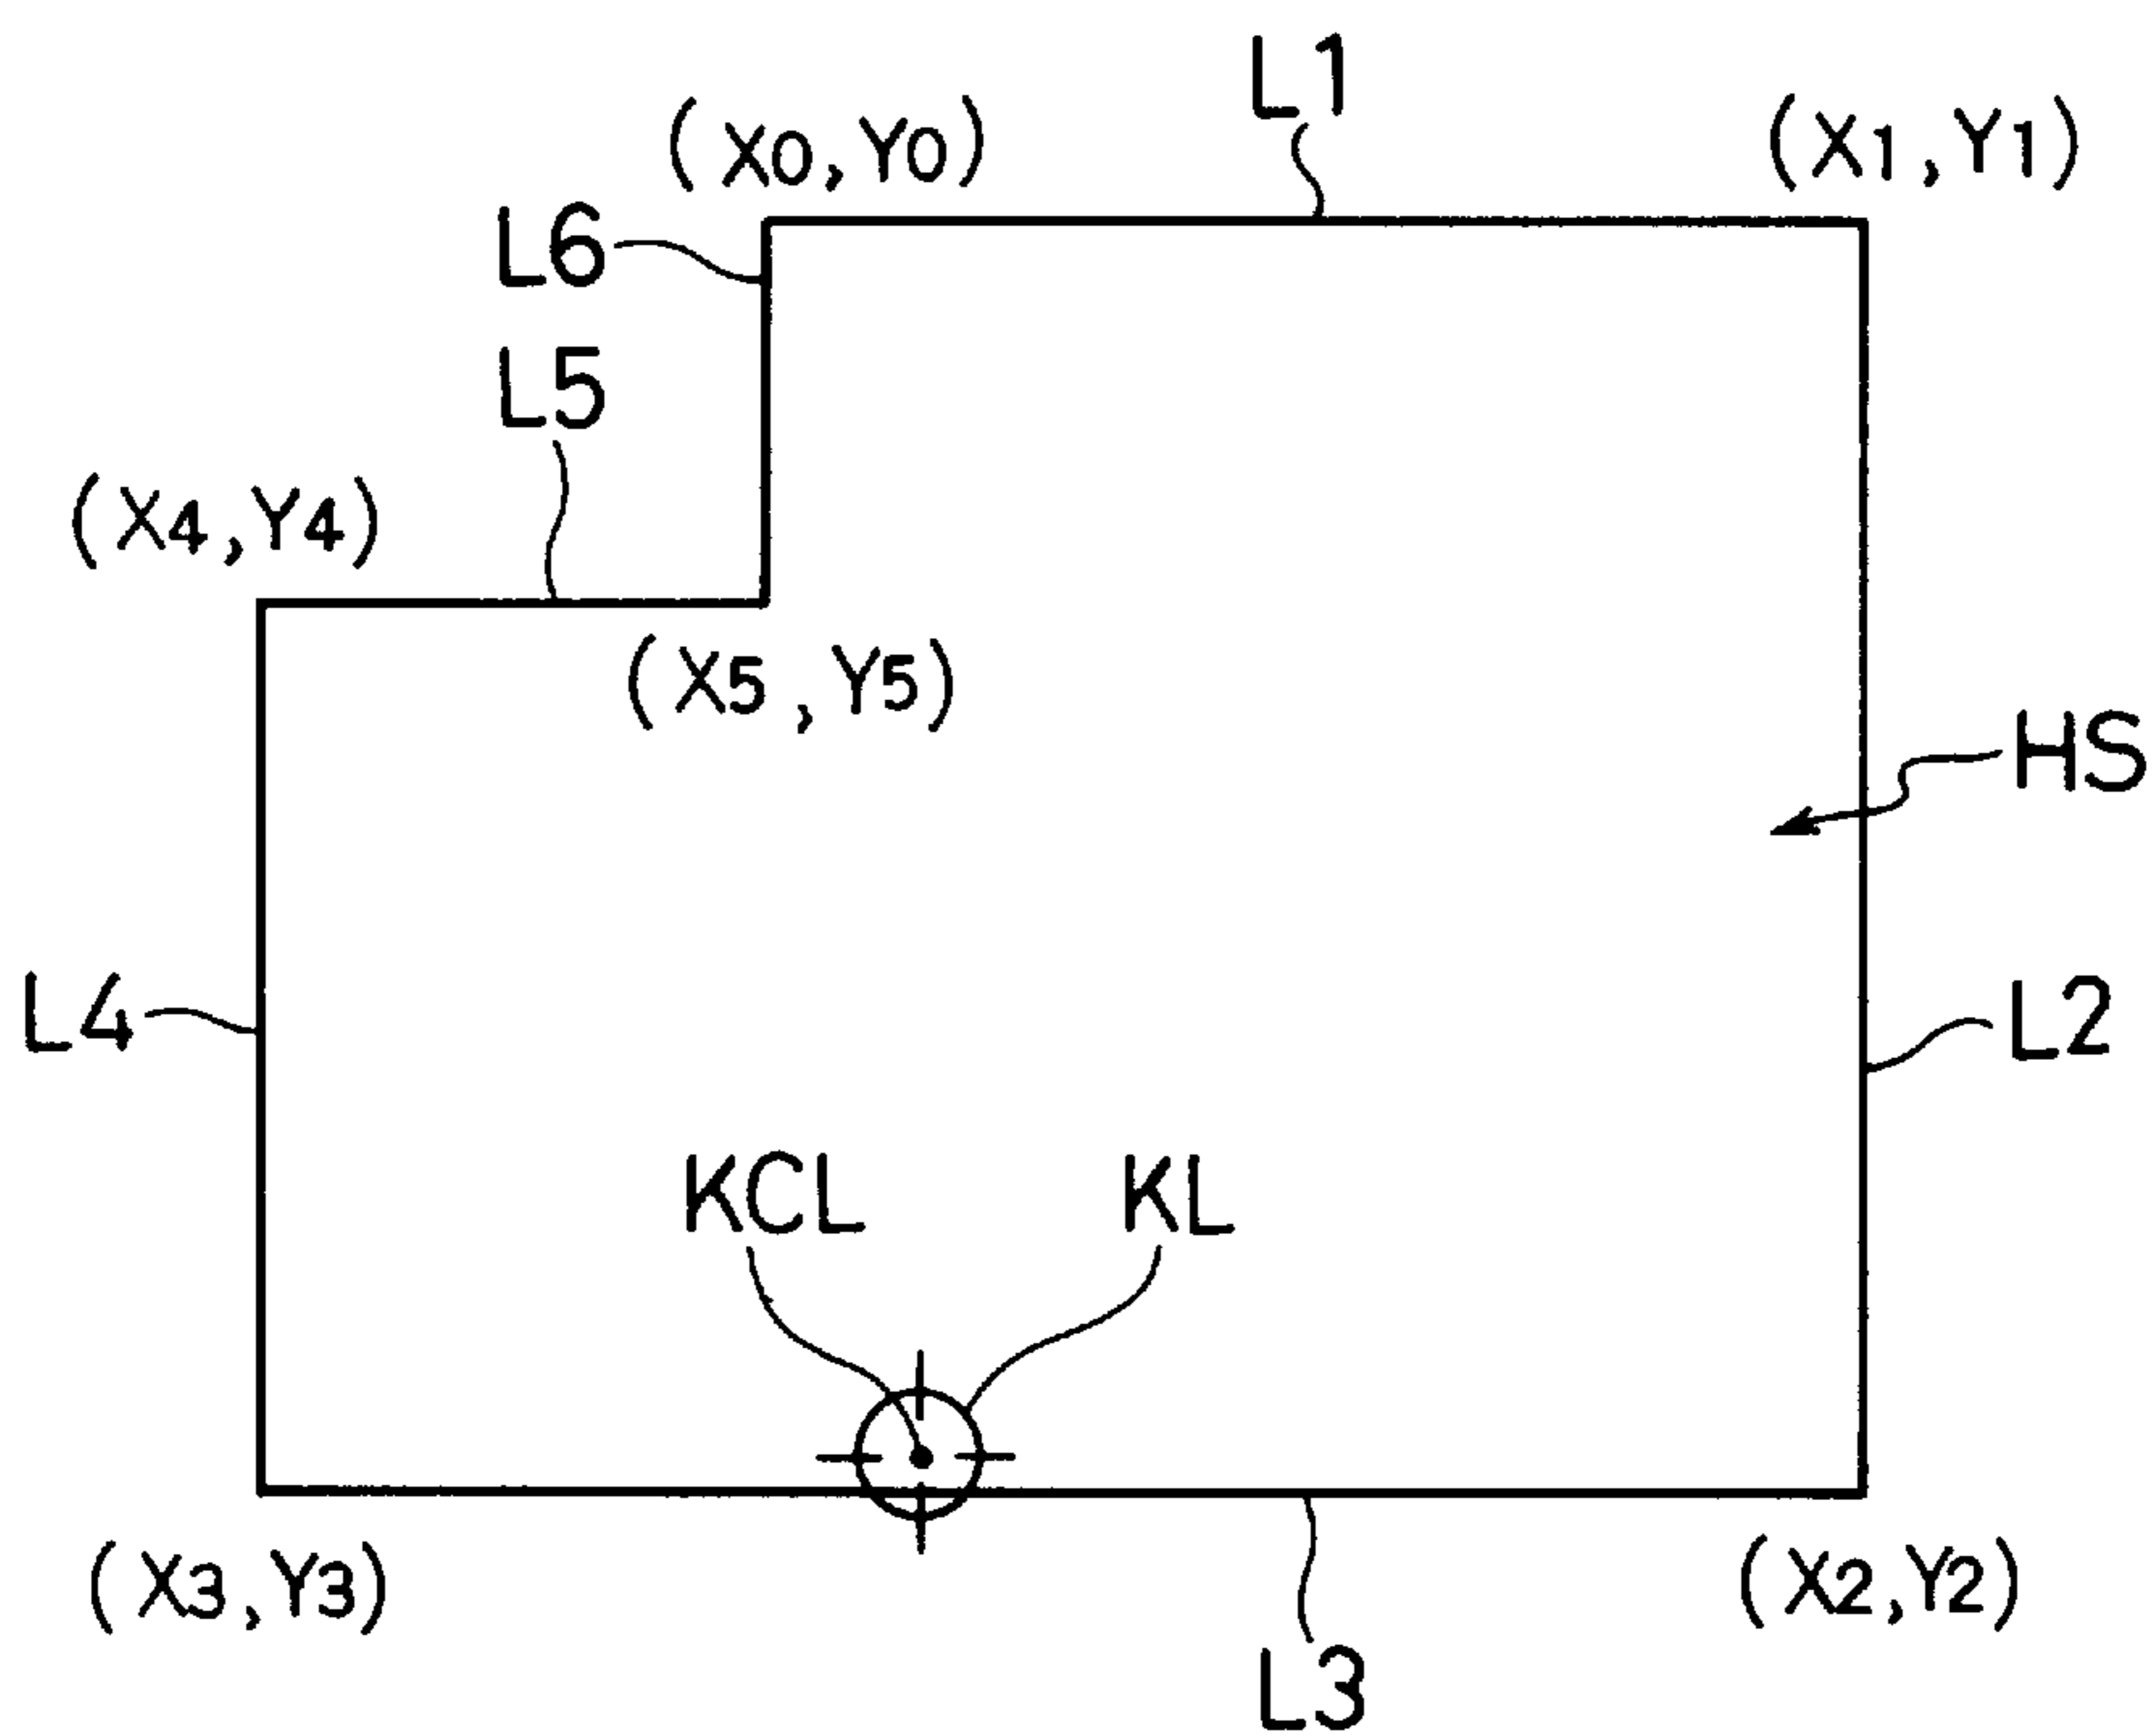 L1
(X0,Y0)
(X1,Y1)
L6
L5
(X4,Y4)
(X5,Y5)
HS
L4
L2
KCL
KL
(X3,Y3)
(X2,Y2)
L3